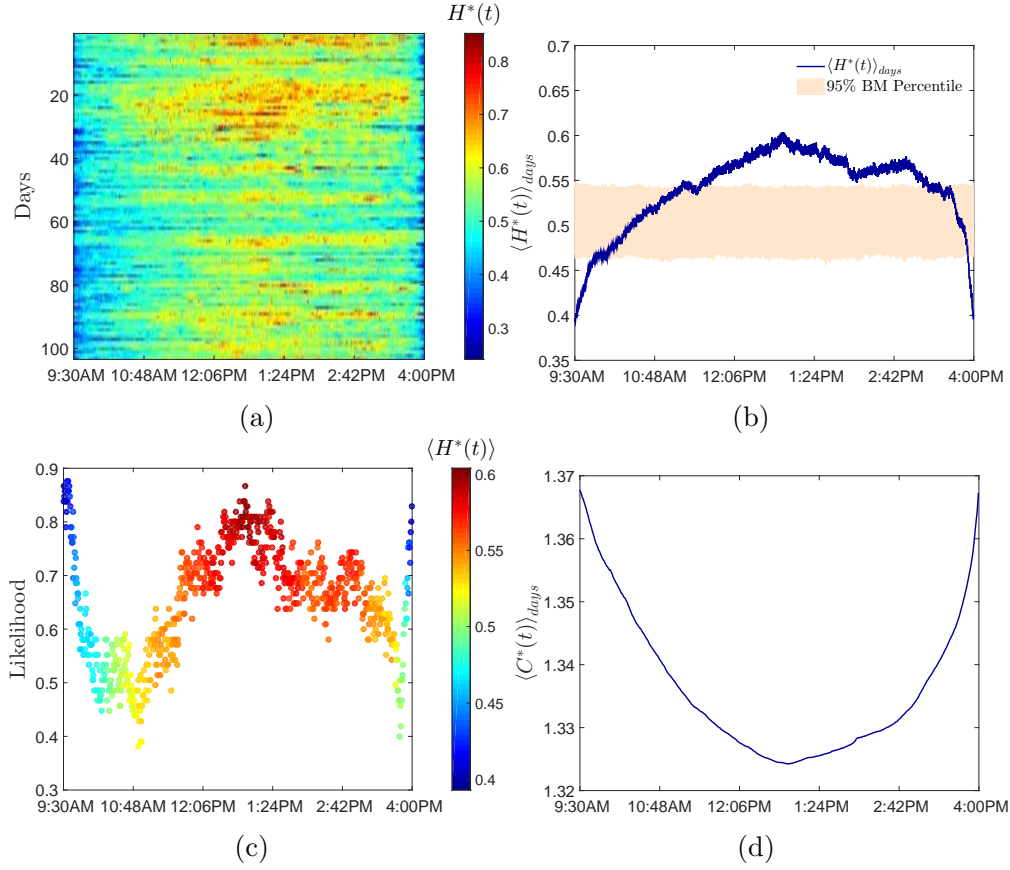 H*(t)
Days
20
40
60
80
100
9:30AM 10:48AM 12:06PM 1:24PM 2:42PM 4:00PM
0.8
0.7
0.6
0.5
0.4
0.3
(a)
⟨H*(t)⟩days
0.7
0.65
0.6
0.55
0.5
0.45
0.4
0.35
⟨H*(t)⟩days
95% BM Percentile
9:30AM 10:48AM 12:06PM 1:24PM 2:42PM 4:00PM
(b)
Likelihood
0.9
0.8
0.7
0.6
0.5
0.4
0.3
9:30AM 10:48AM 12:06PM 1:24PM 2:42PM 4:00PM
⟨H*(t)⟩
0.6
0.55
0.5
0.45
0.4
(c)
⟨C*(t)⟩days
1.37
1.36
1.35
1.34
1.33
1.32
9:30AM 10:48AM 12:06PM 1:24PM 2:42PM 4:00PM
(d)